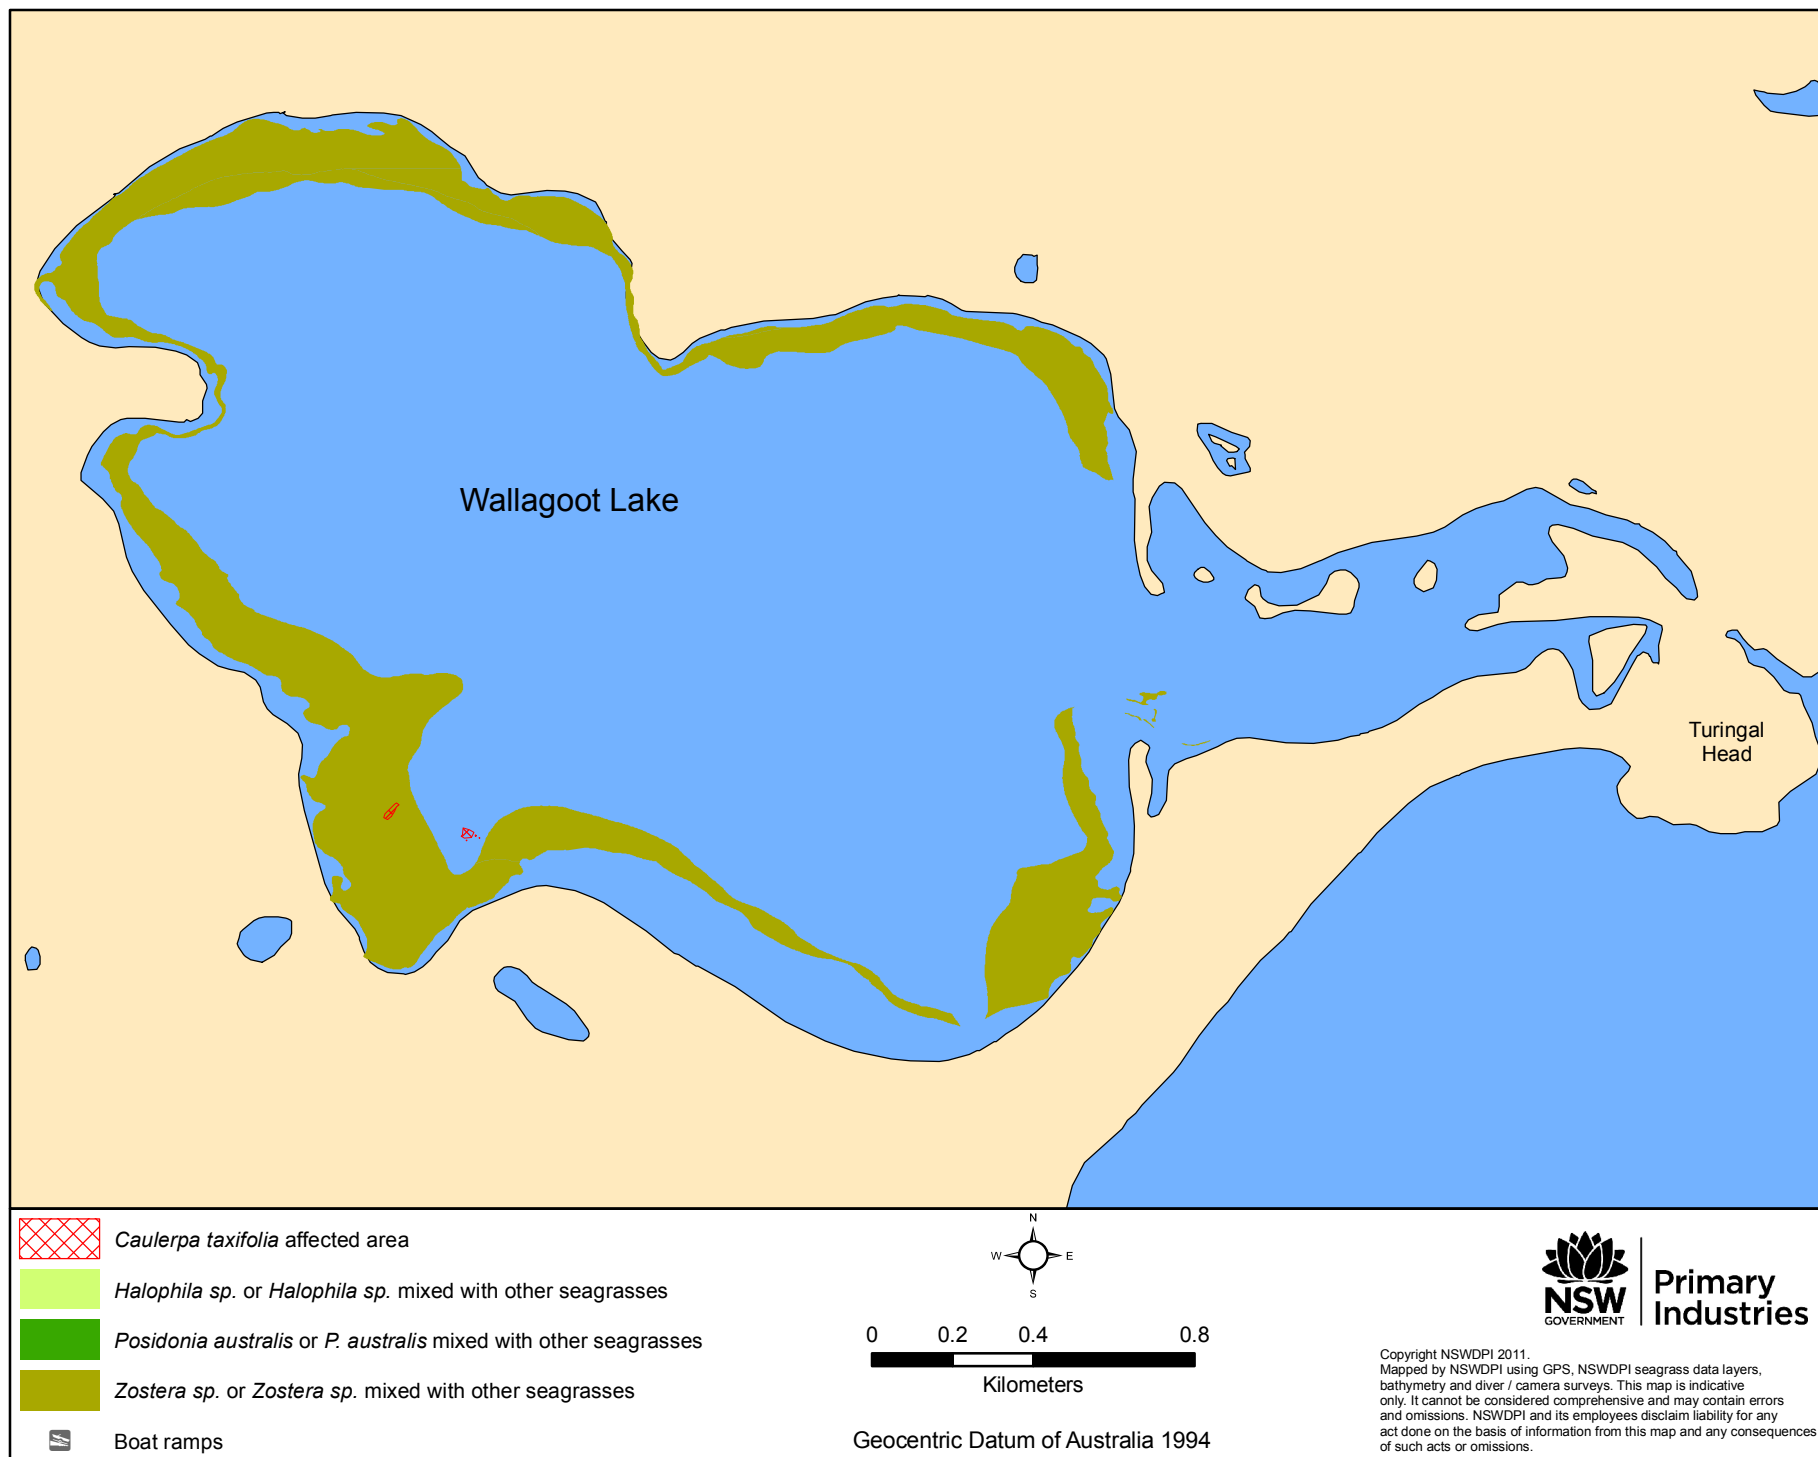 Wallagoot Lake
Turingal
Head
Caulerpa taxifolia affected area
Halophila sp. or Halophila sp. mixed with other seagrasses
Posidonia australis or P. australis mixed with other seagrasses
Zostera sp. or Zostera sp. mixed with other seagrasses
Boat ramps
N
W E
S
0 0.2 0.4 0.8
Kilometers
Geocentric Datum of Australia 1994
NSW
GOVERNMENT
Primary
Industries
Copyright NSWDPI 2011.
Mapped by NSWDPI using GPS, NSWDPI seagrass data layers,
bathymetry and diver / camera surveys. This map is indicative
only. It cannot be considered comprehensive and may contain errors
and omissions. NSWDPI and its employees disclaim liability for any
act done on the basis of information from this map and any consequences
of such acts or omissions.